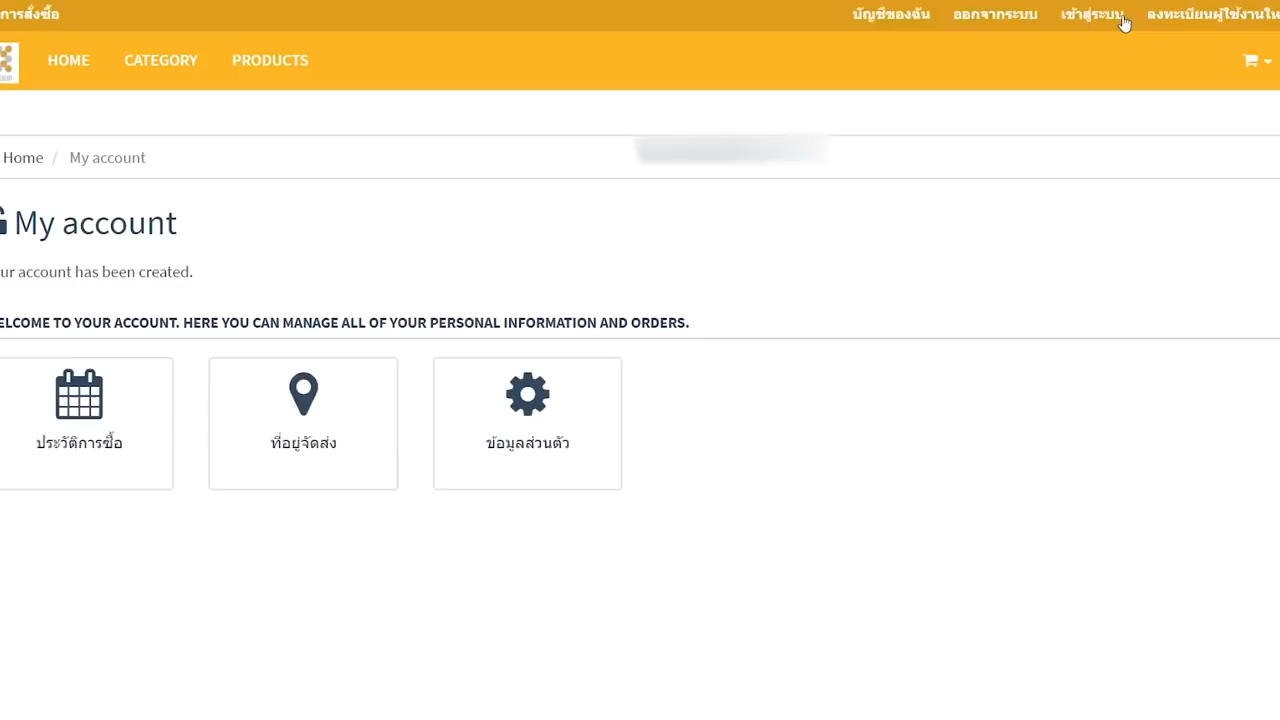 การสั่งซื้อ บัญชีของฉัน ออกจากระบบ เข้าสู่ระบบ ลงทะเบียนผู้ใช้งานให
HOME CATEGORY PRODUCTS
Home / My account
My account
ur account has been created.
ELCOME TO YOUR ACCOUNT. HERE YOU CAN MANAGE ALL OF YOUR PERSONAL INFORMATION AND ORDERS.
ประวัติการซื้อ ที่อยู่จัดส่ง ข้อมูลส่วนตัว